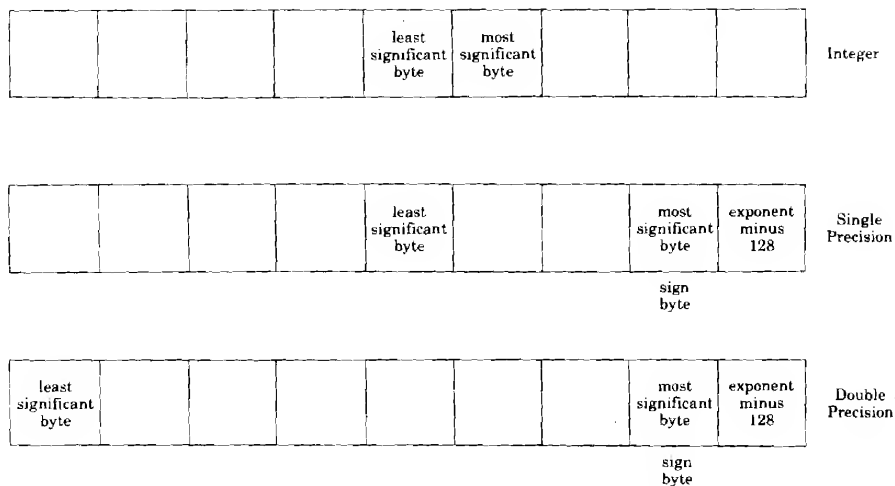 least
significant
byte
most
significant
byte
Integer
least
significant
byte
most
significant
byte
exponent
minus
128
Single
Precision
sign
byte
least
significant
byte
most
significant
byte
exponent
minus
128
Double
Precision
sign
byte